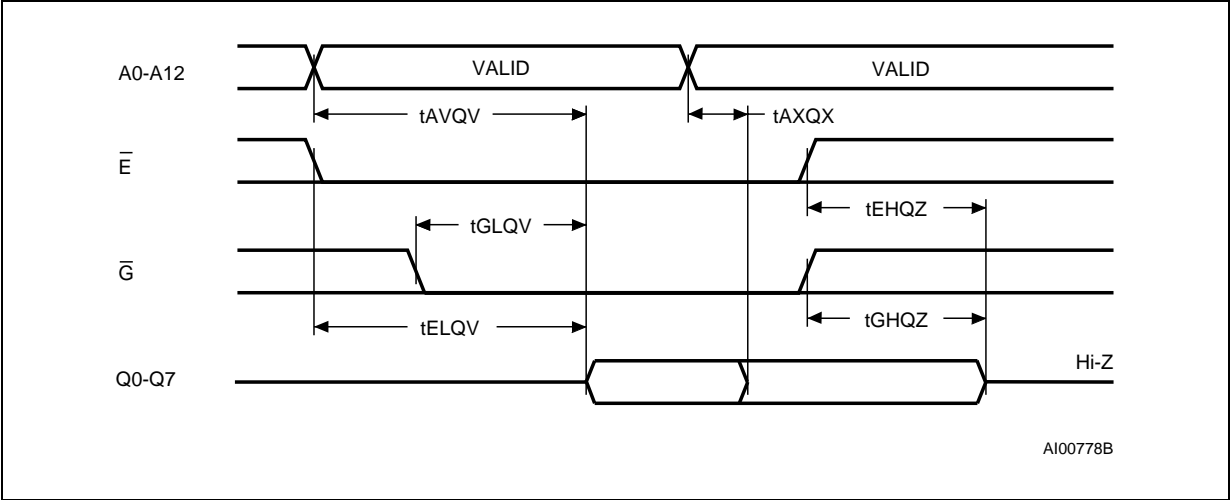 A0-A12
VALID
VALID
tAVQV
tAXQX
E̅
tEHQZ
tGLQV
G̅
tGHQZ
tELQV
Q0-Q7
Hi-Z
AI00778B